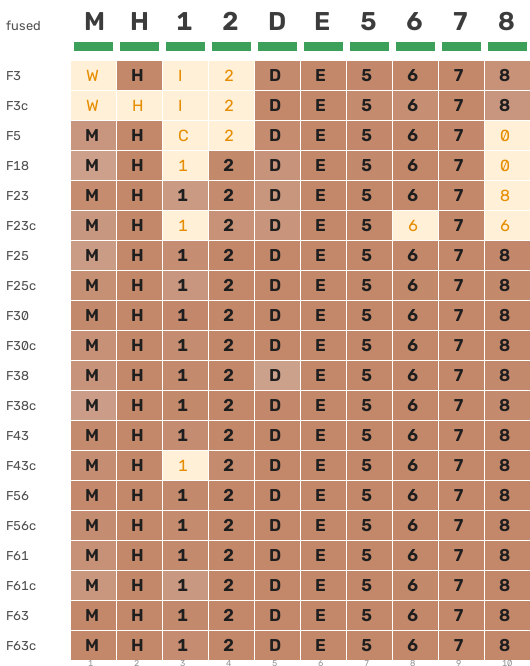 fused M H 1 2 D E 5 6 7 8
F3 W H I 2 D E 5 6 7 8
F3c W H I 2 D E 5 6 7 8
F5 M H C 2 D E 5 6 7 0
F18 M H 1 2 D E 5 6 7 0
F23 M H 1 2 D E 5 6 7 8
F23c M H 1 2 D E 5 6 7 6
F25 M H 1 2 D E 5 6 7 8
F25c M H 1 2 D E 5 6 7 8
F30 M H 1 2 D E 5 6 7 8
F30c M H 1 2 D E 5 6 7 8
F38 M H 1 2 D E 5 6 7 8
F38c M H 1 2 D E 5 6 7 8
F43 M H 1 2 D E 5 6 7 8
F43c M H 1 2 D E 5 6 7 8
F56 M H 1 2 D E 5 6 7 8
F56c M H 1 2 D E 5 6 7 8
F61 M H 1 2 D E 5 6 7 8
F61c M H 1 2 D E 5 6 7 8
F63 M H 1 2 D E 5 6 7 8
F63c M H 1 2 D E 5 6 7 8
1 2 3 4 5 6 7 8 9 10